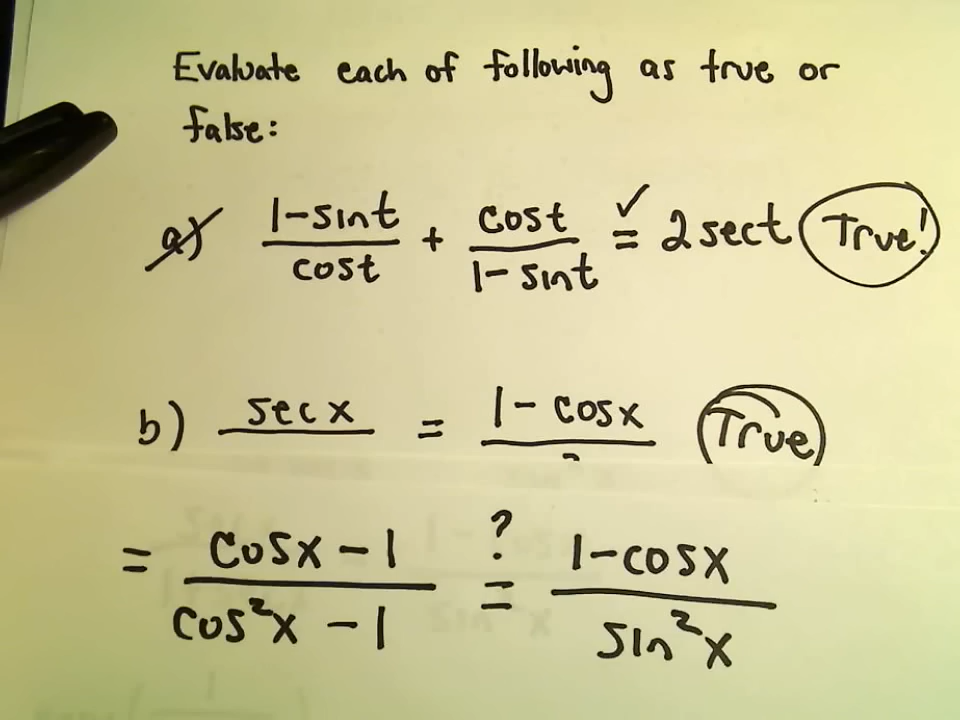 Evaluate each of following as true or
false:
a) (1-sint)/(cost) + (cost)/(1-sint) = ✓ 2sect True!
b) secx = 1-cosx True
= (cosx-1)/(cos²x-1) ?= (1-cosx)/(sin²x)